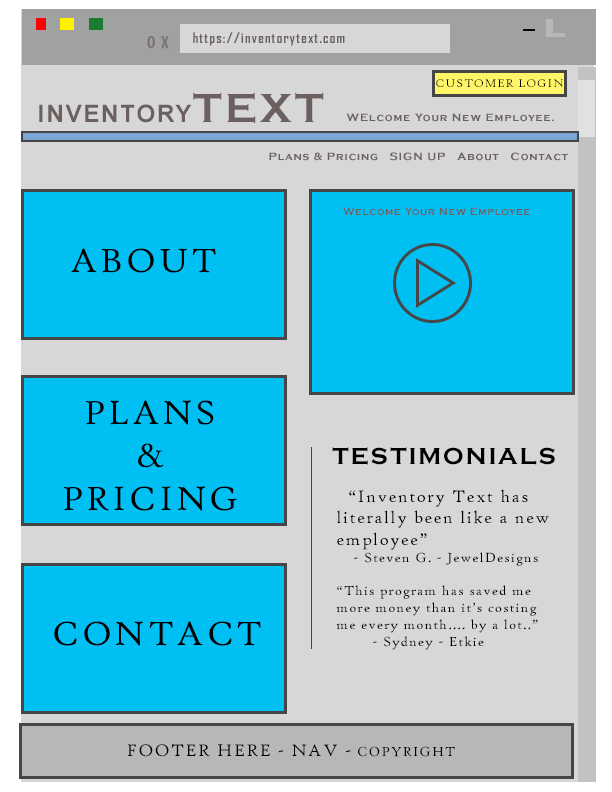 0 X https://inventorytext.com
CUSTOMER LOGIN
INVENTORYTEXT WELCOME YOUR NEW EMPLOYEE.
PLANS & PRICING SIGN UP ABOUT CONTACT
ABOUT
WELCOME YOUR NEW EMPLOYEE
PLANS
&
PRICING
TESTIMONIALS
“Inventory Text has
literally been like a new
employee”
- Steven G. - JewelDesigns
“This program has saved me
more money than it’s costing
me every month.... by a lot..”
- Sydney - Etkie
CONTACT
FOOTER HERE - NAV - COPYRIGHT